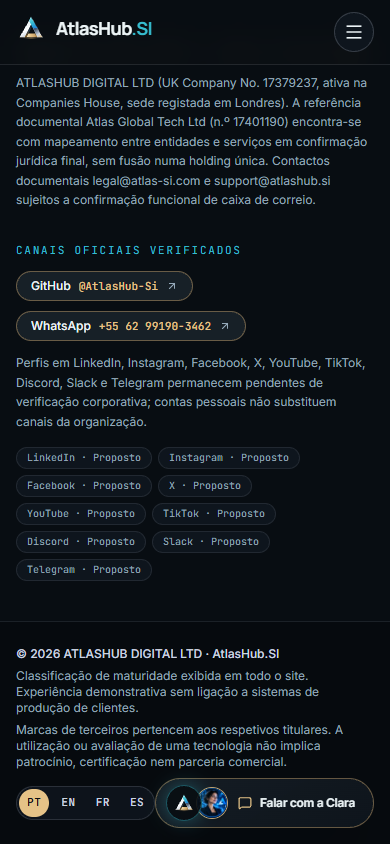 AtlasHub.SI
ATLASHUB DIGITAL LTD (UK Company No. 17379237, ativa na
Companies House, sede registada em Londres). A referência
documental Atlas Global Tech Ltd (n.º 17401190) encontra-se
com mapeamento entre entidades e serviços em confirmação
jurídica final, sem fusão numa holding única. Contactos
documentais legal@atlas-si.com e support@atlashub.si
sujeitos a confirmação funcional de caixa de correio.
CANAIS OFICIAIS VERIFICADOS
GitHub @AtlasHub-Si ↗
WhatsApp +55 62 99190-3462 ↗
Perfis em LinkedIn, Instagram, Facebook, X, YouTube, TikTok,
Discord, Slack e Telegram permanecem pendentes de
verificação corporativa; contas pessoais não substituem
canais da organização.
LinkedIn · Proposto Instagram · Proposto
Facebook · Proposto X · Proposto
YouTube · Proposto TikTok · Proposto
Discord · Proposto Slack · Proposto
Telegram · Proposto
© 2026 ATLASHUB DIGITAL LTD · AtlasHub.SI
Classificação de maturidade exibida em todo o site.
Experiência demonstrativa sem ligação a sistemas de
produção de clientes.
Marcas de terceiros pertencem aos respetivos titulares. A
utilização ou avaliação de uma tecnologia não implica
patrocínio, certificação nem parceria comercial.
PT EN FR ES Falar com a Clara